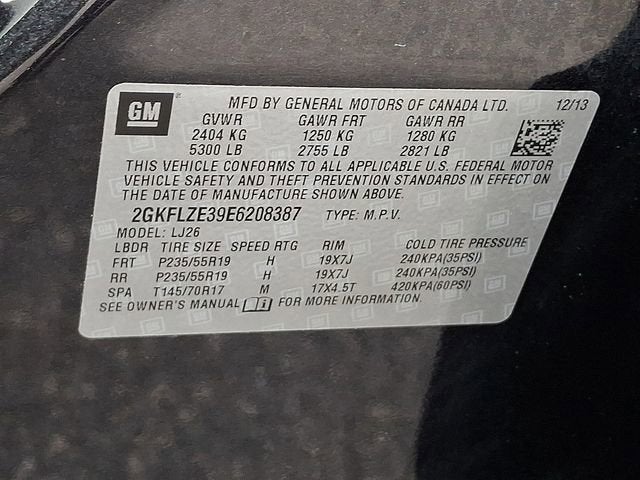 GM
MFD BY GENERAL MOTORS OF CANADA LTD. 12/13
GVWR GAWR FRT GAWR RR
2404 KG 1250 KG 1280 KG
5300 LB 2755 LB 2821 LB
THIS VEHICLE CONFORMS TO ALL APPLICABLE U.S. FEDERAL MOTOR
VEHICLE SAFETY AND THEFT PREVENTION STANDARDS IN EFFECT ON
THE DATE OF MANUFACTURE SHOWN ABOVE.
2GKFLZE39E6208387 TYPE: M.P.V.
MODEL: LJ26
LBDR TIRE SIZE SPEED RTG RIM COLD TIRE PRESSURE
FRT P235/55R19 H 19X7J 240KPA(35PSI)
RR P235/55R19 H 19X7J 240KPA(35PSI)
SPA T145/70R17 M 17X4.5T 420KPA(60PSI)
SEE OWNER'S MANUAL FOR MORE INFORMATION.